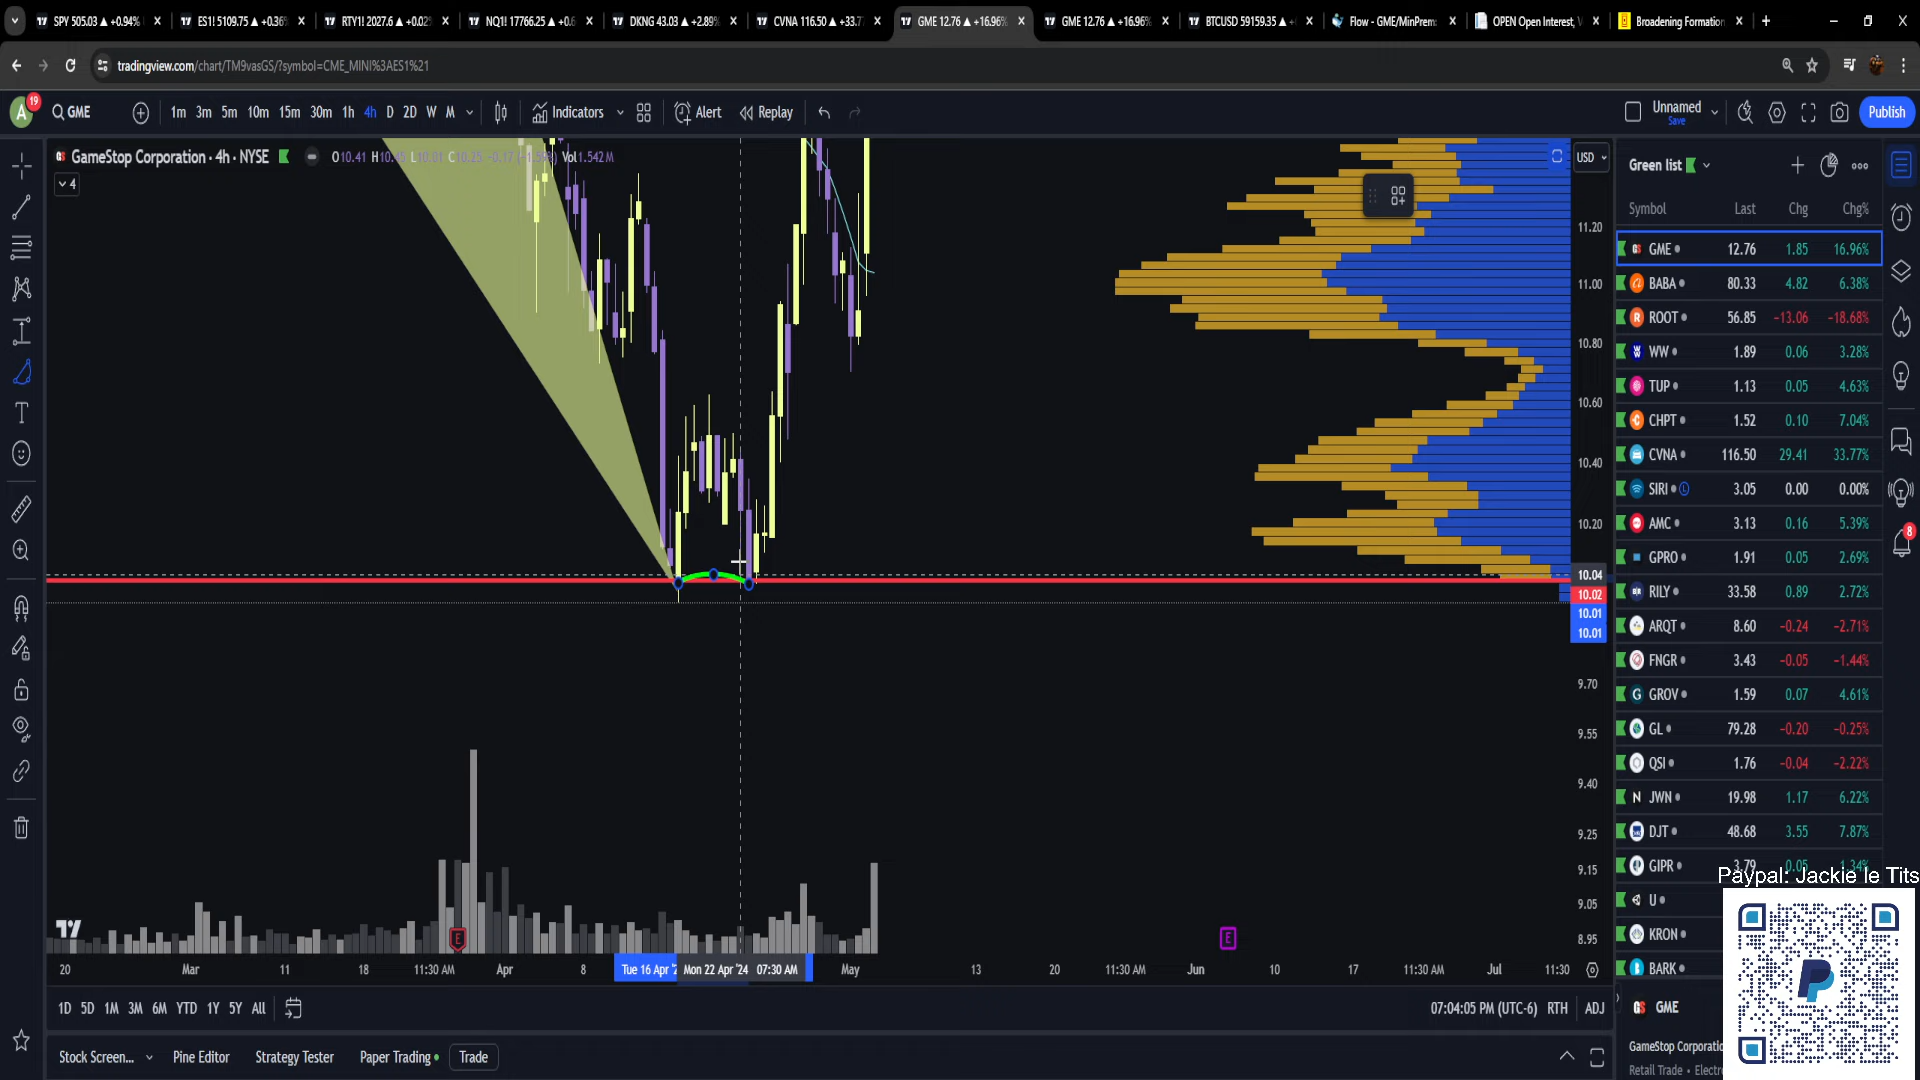 SPY 505.03 ▲ +0.94%
ES1! 5109.75 ▲ +0.36%
RTY1! 2027.6 ▲ +0.02%
NQ1! 17766.25 ▲ +0.6
DKNG 43.03 ▲ +2.89%
CVNA 116.50 ▲ +33.7
GME 12.76 ▲ +16.96%
GME 12.76 ▲ +16.96%
BTCUSD 59159.35 ▲
Flow - GME/MinPrem
OPEN Open Interest, V
Broadening Formation
tradingview.com/chart/TM9vasGS/?symbol=CME_MINI%3AES1%21
A 19
GME
1m 3m 5m 10m 15m 30m 1h 4h D 2D W M
Indicators
Alert
Replay
Unnamed
Save
Publish
GameStop Corporation · 4h · NYSE
4
Vol1.542 M
USD
11.20
11.00
10.80
10.60
10.40
10.20
10.04
10.02
10.01
10.01
9.70
9.55
9.40
9.25
9.15
9.05
8.95
Green list
Symbol Last Chg Chg%
GME 12.76 1.85 16.96%
BABA 80.33 4.82 6.38%
ROOT 56.85 −13.06 −18.68%
WW 1.89 0.06 3.28%
TUP 1.13 0.05 4.63%
CHPT 1.52 0.10 7.04%
CVNA 116.50 29.41 33.77%
SIRI L 3.05 0.00 0.00%
AMC 3.13 0.16 5.39%
GPRO 1.91 0.05 2.69%
RILY 33.58 0.89 2.72%
ARQT 8.60 −0.24 −2.71%
FNGR 3.43 −0.05 −1.44%
GROV 1.59 0.07 4.61%
GL 79.28 −0.20 −0.25%
QSI 1.76 −0.04 −2.22%
JWN 19.98 1.17 6.22%
DJT 48.68 3.55 7.87%
GIPR 3.79 0.05 1.34%
Paypal: Jackie le Tits
U
KRON
BARK
8
E
E
20 Mar 11 18 11:30 AM Apr 8 Tue 16 Apr '2 Mon 22 Apr '24 07:30 AM May 13 20 11:30 AM Jun 10 17 11:30 AM Jul 11:30
1D 5D 1M 3M 6M YTD 1Y 5Y All
07:04:05 PM (UTC-6) RTH ADJ
GME
GameStop Corporatio
Retail Trade • Electr
Stock Screen... Pine Editor Strategy Tester Paper Trading Trade